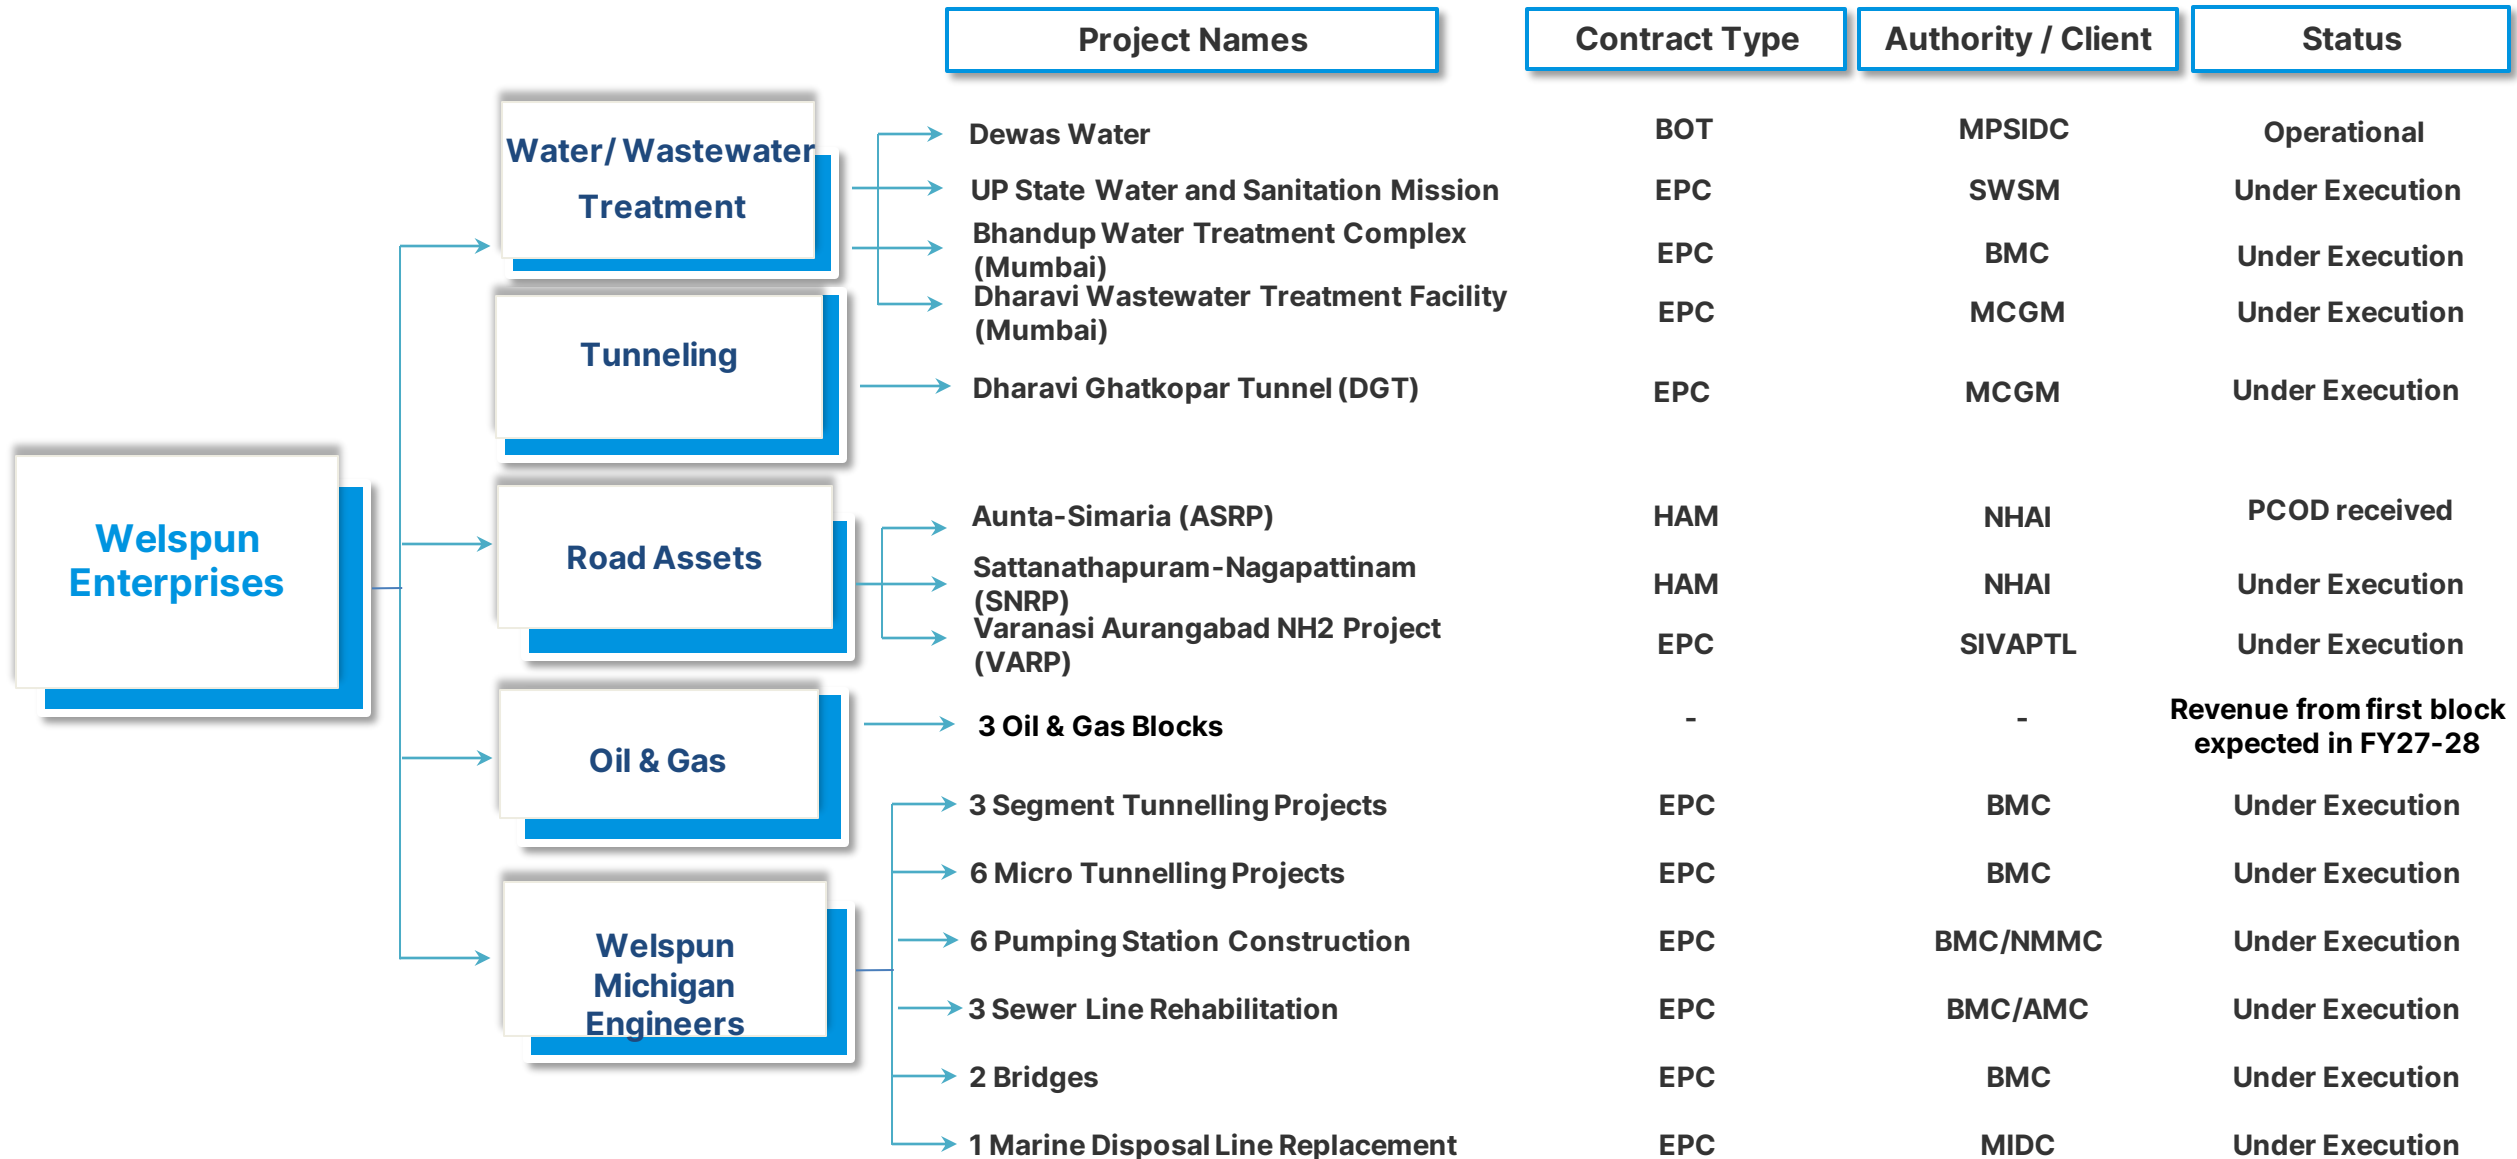 Project Names
Contract Type
Authority / Client
Status
Welspun
Enterprises
Water/ Wastewater
Treatment
Dewas Water
BOT
MPSIDC
Operational
UP State Water and Sanitation Mission
EPC
SWSM
Under Execution
Bhandup Water Treatment Complex
(Mumbai)
EPC
BMC
Under Execution
Dharavi Wastewater Treatment Facility
(Mumbai)
EPC
MCGM
Under Execution
Tunneling
Dharavi Ghatkopar Tunnel (DGT)
EPC
MCGM
Under Execution
Road Assets
Aunta-Simaria (ASRP)
HAM
NHAI
PCOD received
Sattanathapuram-Nagapattinam
(SNRP)
HAM
NHAI
Under Execution
Varanasi Aurangabad NH2 Project
(VARP)
EPC
SIVAPTL
Under Execution
Oil & Gas
3 Oil & Gas Blocks
-
-
Revenue from first block
expected in FY27-28
Welspun
Michigan
Engineers
3 Segment Tunnelling Projects
EPC
BMC
Under Execution
6 Micro Tunnelling Projects
EPC
BMC
Under Execution
6 Pumping Station Construction
EPC
BMC/NMMC
Under Execution
3 Sewer Line Rehabilitation
EPC
BMC/AMC
Under Execution
2 Bridges
EPC
BMC
Under Execution
1 Marine Disposal Line Replacement
EPC
MIDC
Under Execution